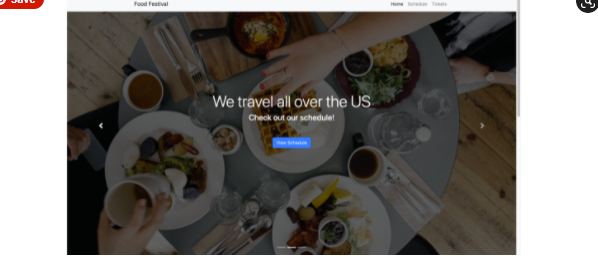 Save
Food Festival
Home Schedule Tickets
We travel all over the US
Check out our schedule!
View Schedule